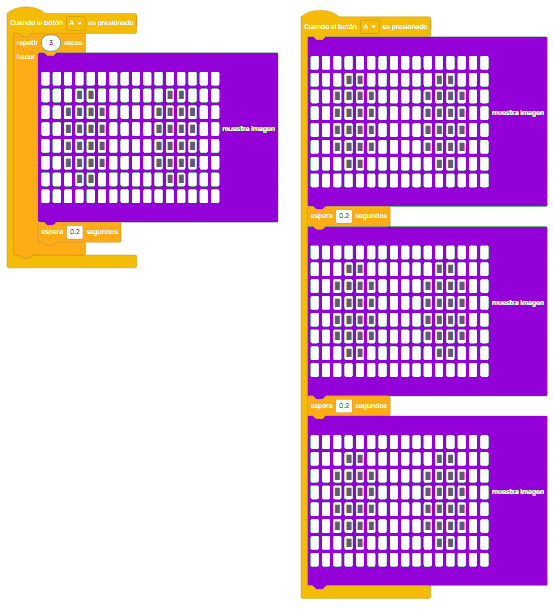 Cuando el botón A es presionado
repetir 3 veces
hacer
muestra imagen
espera 0.2 segundos
Cuando el botón A es presionado
muestra imagen
espera 0.2 segundos
muestra imagen
espera 0.2 segundos
muestra imagen